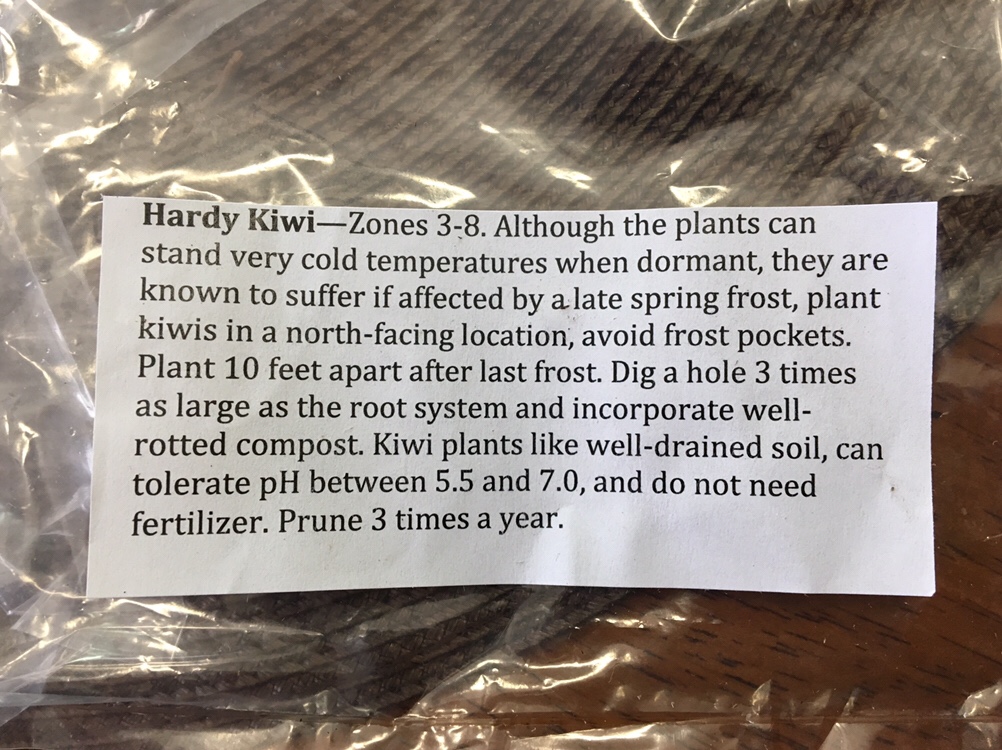 Hardy Kiwi—Zones 3-8. Although the plants can
stand very cold temperatures when dormant, they are
known to suffer if affected by a late spring frost, plant
kiwis in a north-facing location, avoid frost pockets.
Plant 10 feet apart after last frost. Dig a hole 3 times
as large as the root system and incorporate well-
rotted compost. Kiwi plants like well-drained soil, can
tolerate pH between 5.5 and 7.0, and do not need
fertilizer. Prune 3 times a year.